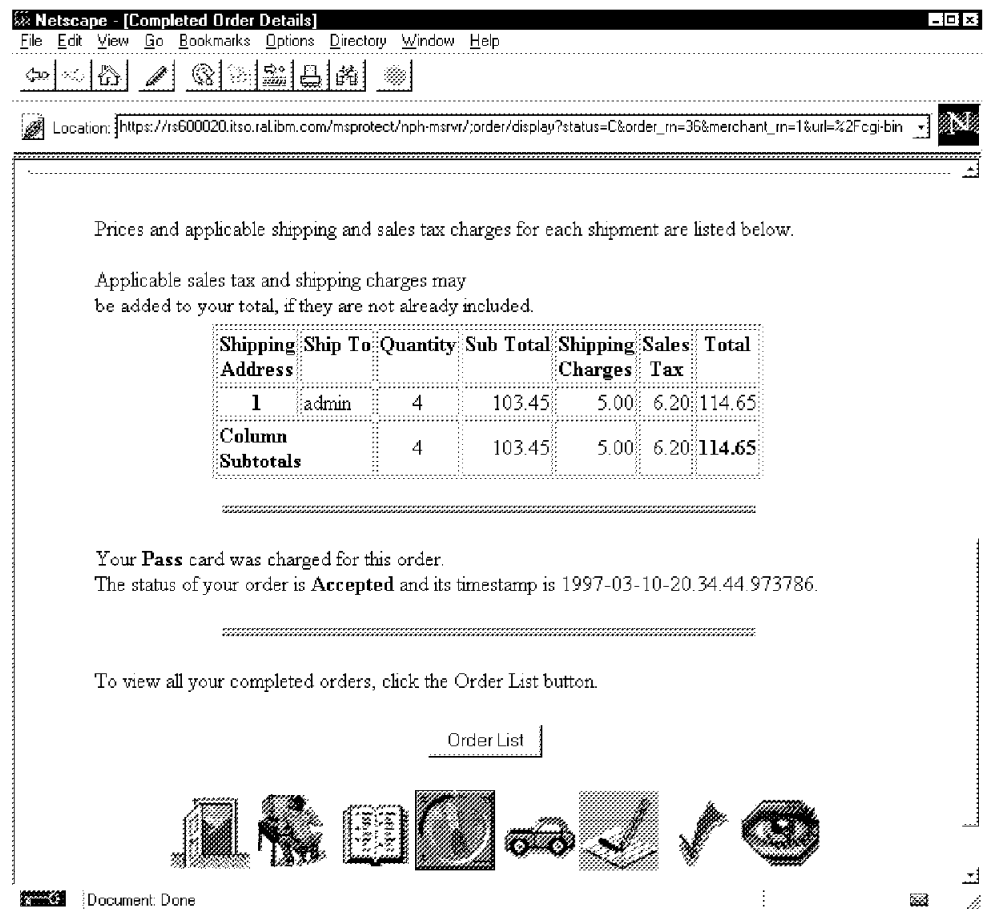 Netscape - [Completed Order Details]
File Edit View Go Bookmarks Options Directory Window Help
Location: https://rs600020.itso.ral.ibm.com/msprotect/nph-msrvr/;order/display?status=C&order_rn=36&merchant_rn=1&url=%2Fcgi-bin
N
Prices and applicable shipping and sales tax charges for each shipment are listed below.
Applicable sales tax and shipping charges may
be added to your total, if they are not already included.
Shipping Address Ship To Quantity Sub Total Shipping Charges Sales Tax Total
1 admin 4 103.45 5.00 6.20 114.65
Column Subtotals 4 103.45 5.00 6.20 114.65
Your Pass card was charged for this order.
The status of your order is Accepted and its timestamp is 1997-03-10-20.34.44.973786.
To view all your completed orders, click the Order List button.
Order List
Document: Done